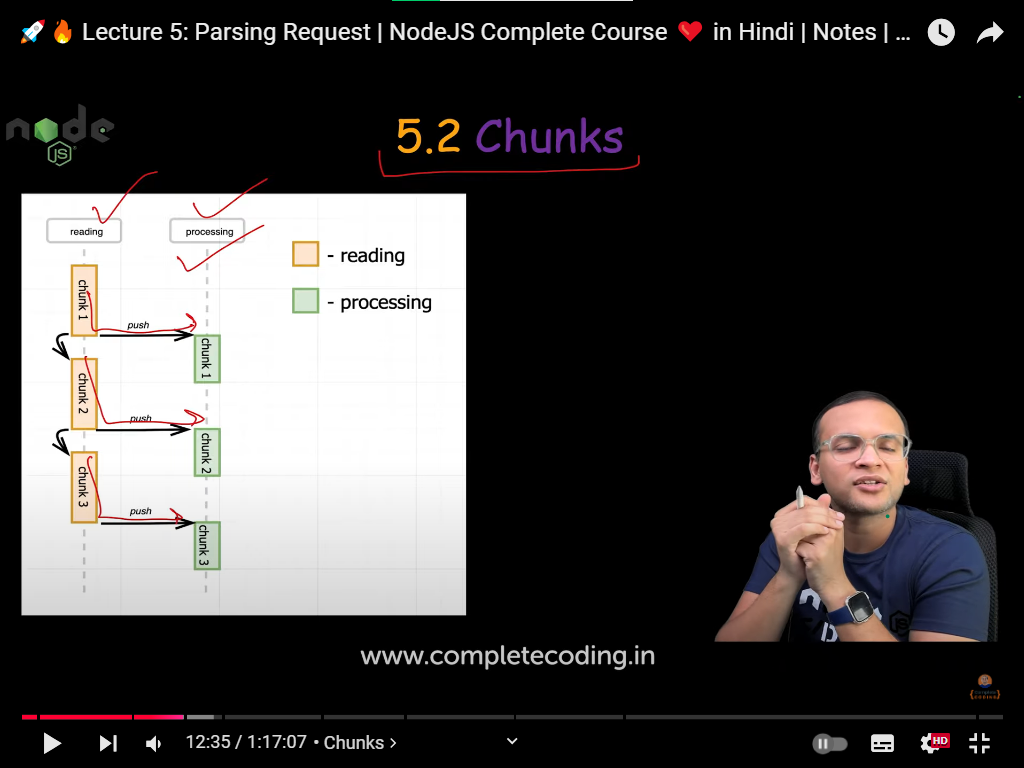 🚀🔥 Lecture 5: Parsing Request | NodeJS Complete Course ❤️ in Hindi | Notes | ...
node
JS
5.2 Chunks
reading
processing
- reading
- processing
chunk 1
push
chunk 1
chunk 2
push
chunk 2
chunk 3
push
chunk 3
www.completecoding.in
12:35 / 1:17:07 • Chunks >
HD